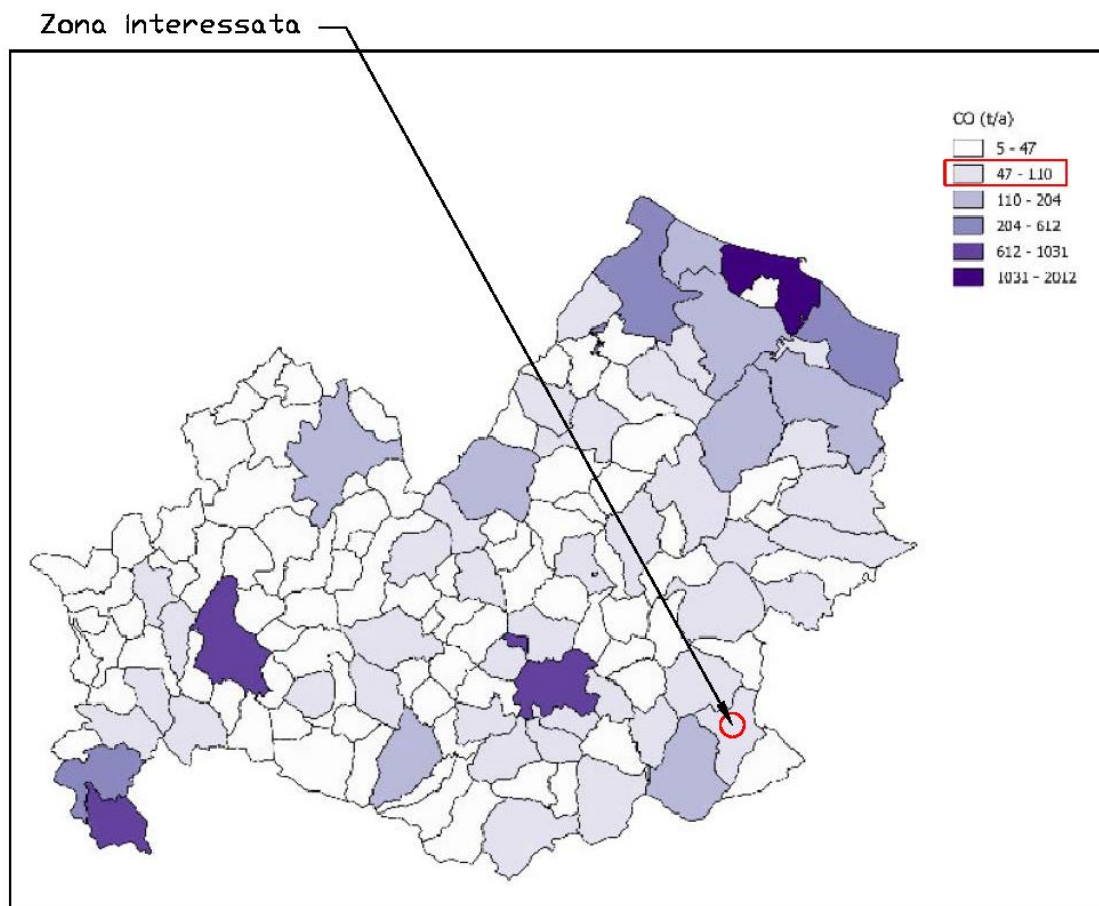 Zona Interessata
CO (t/a)
5 - 47
47 - 110
110 - 204
204 - 612
612 - 1031
1031 - 2012